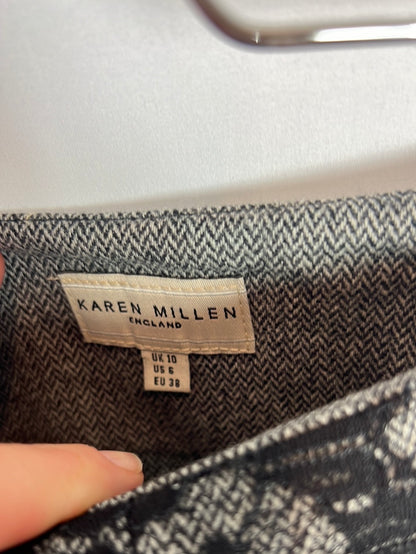 KAREN MILLEN
ENGLAND
UK 10
US 6
EU 38